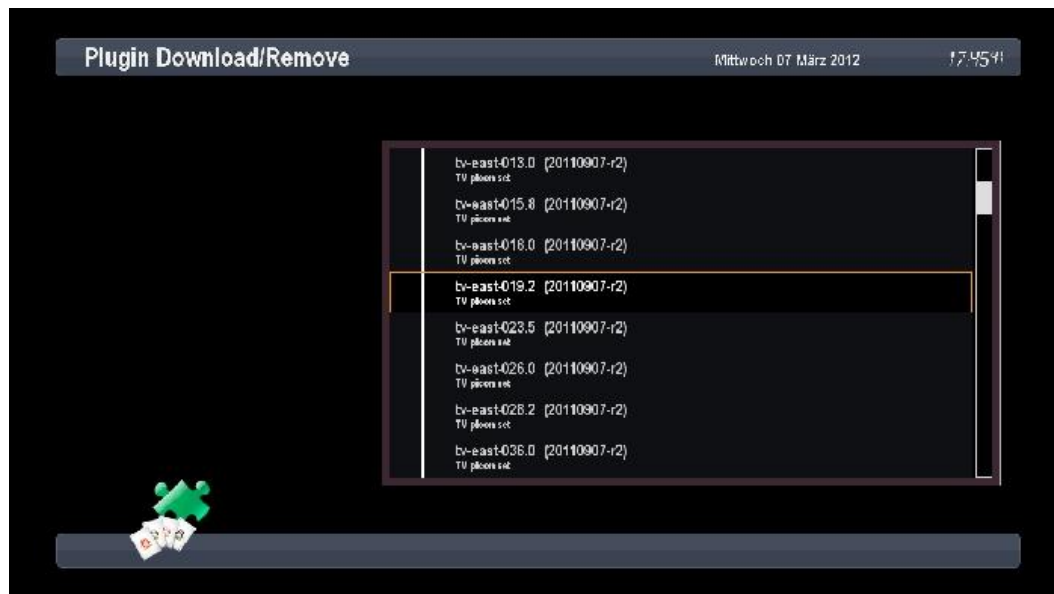 Plugin Download/Remove
Mittwoch 07 März 2012
17:45
tv-east-013.0 (20110907-r2)
TV picon set
tv-east-015.8 (20110907-r2)
TV picon set
tv-east-016.0 (20110907-r2)
TV picon set
tv-east-019.2 (20110907-r2)
TV picon set
tv-east-023.5 (20110907-r2)
TV picon set
tv-east-026.0 (20110907-r2)
TV picon set
tv-east-028.2 (20110907-r2)
TV picon set
tv-east-036.0 (20110907-r2)
TV picon set